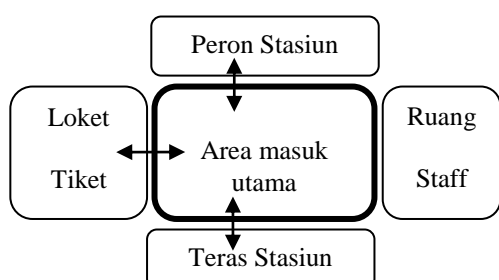 Peron Stasiun
Loket
Tiket
Area masuk
utama
Ruang
Staff
Teras Stasiun